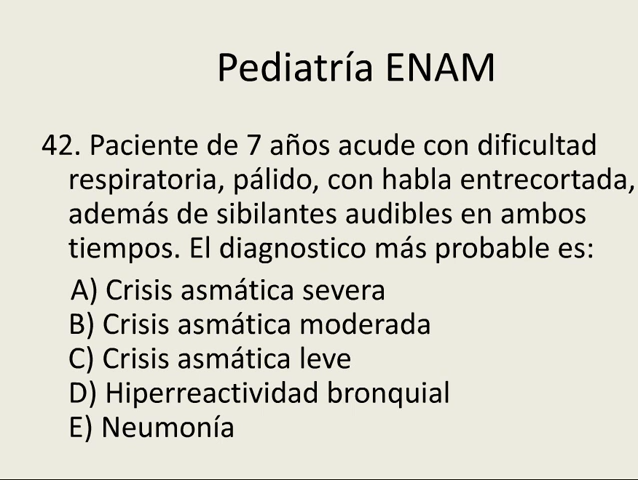 Pediatría ENAM
42. Paciente de 7 años acude con dificultad
respiratoria, pálido, con habla entrecortada,
además de sibilantes audibles en ambos
tiempos. El diagnostico más probable es:
A) Crisis asmática severa
B) Crisis asmática moderada
C) Crisis asmática leve
D) Hiperreactividad bronquial
E) Neumonía